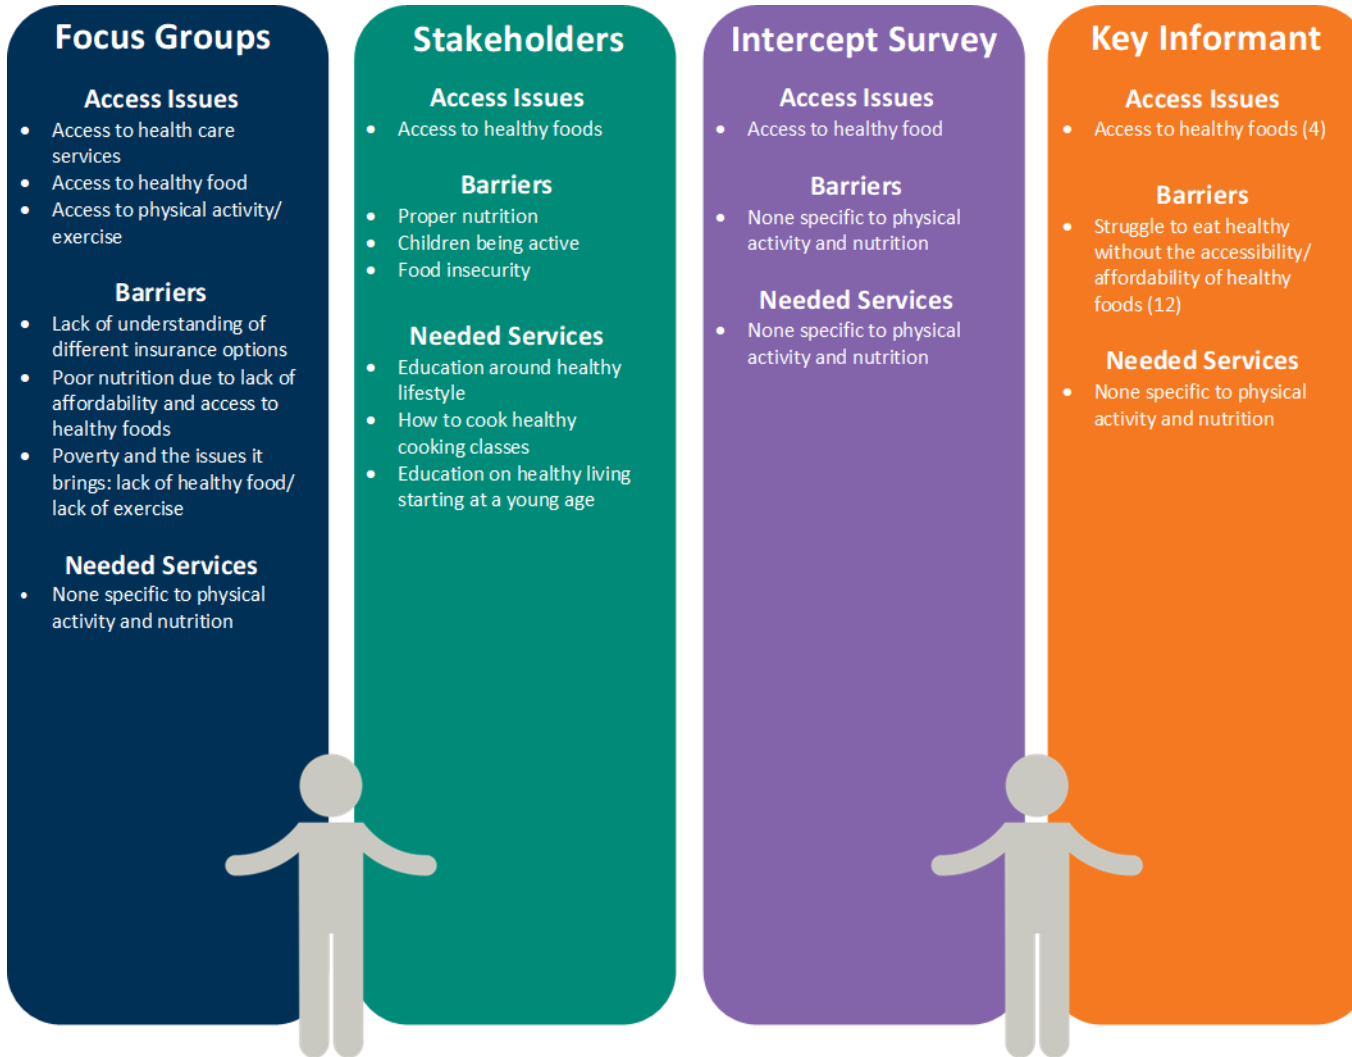 Focus Groups
Access Issues
• Access to health care
services
• Access to healthy food
• Access to physical activity/
exercise
Barriers
• Lack of understanding of
different insurance options
• Poor nutrition due to lack of
affordability and access to
healthy foods
• Poverty and the issues it
brings: lack of healthy food/
lack of exercise
Needed Services
• None specific to physical
activity and nutrition
Stakeholders
Access Issues
• Access to healthy foods
Barriers
• Proper nutrition
• Children being active
• Food insecurity
Needed Services
• Education around healthy
lifestyle
• How to cook healthy
cooking classes
• Education on healthy living
starting at a young age
Intercept Survey
Access Issues
• Access to healthy food
Barriers
• None specific to physical
activity and nutrition
Needed Services
• None specific to physical
activity and nutrition
Key Informant
Access Issues
• Access to healthy foods (4)
Barriers
• Struggle to eat healthy
without the accessibility/
affordability of healthy
foods (12)
Needed Services
• None specific to physical
activity and nutrition